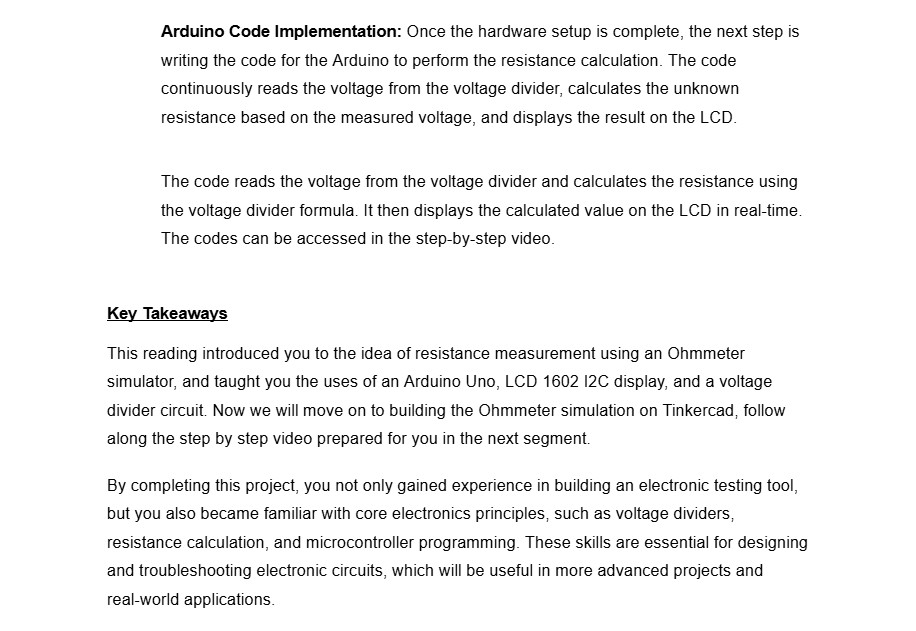 Arduino Code Implementation: Once the hardware setup is complete, the next step is
writing the code for the Arduino to perform the resistance calculation. The code
continuously reads the voltage from the voltage divider, calculates the unknown
resistance based on the measured voltage, and displays the result on the LCD.
The code reads the voltage from the voltage divider and calculates the resistance using
the voltage divider formula. It then displays the calculated value on the LCD in real-time.
The codes can be accessed in the step-by-step video.
Key Takeaways
This reading introduced you to the idea of resistance measurement using an Ohmmeter
simulator, and taught you the uses of an Arduino Uno, LCD 1602 I2C display, and a voltage
divider circuit. Now we will move on to building the Ohmmeter simulation on Tinkercad, follow
along the step by step video prepared for you in the next segment.
By completing this project, you not only gained experience in building an electronic testing tool,
but you also became familiar with core electronics principles, such as voltage dividers,
resistance calculation, and microcontroller programming. These skills are essential for designing
and troubleshooting electronic circuits, which will be useful in more advanced projects and
real-world applications.